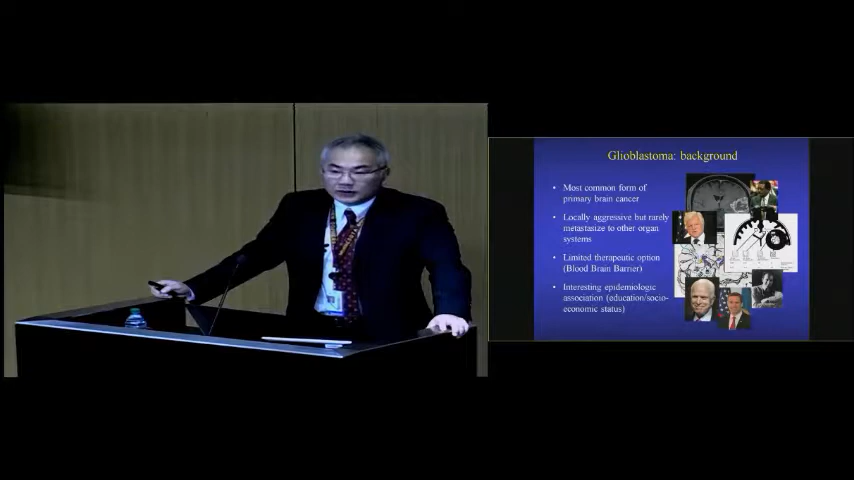 Glioblastoma: background
• Most common form of
primary brain cancer
• Locally aggressive but rarely
metastasize to other organ
systems
• Limited therapeutic option
(Blood Brain Barrier)
• Interesting epidemiologic
association (education/socio-
economic status)